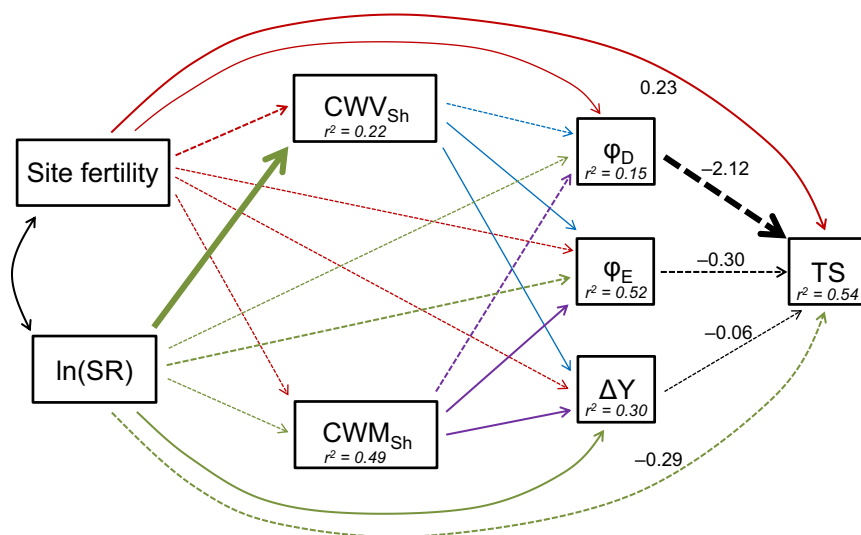 0.23
CWV_Sh
r² = 0.22
Site fertility
φ_D
r² = 0.15
–2.12
φ_E
r² = 0.52
–0.30
TS
r² = 0.54
–0.06
ln(SR)
ΔY
r² = 0.30
CWM_Sh
r² = 0.49
–0.29